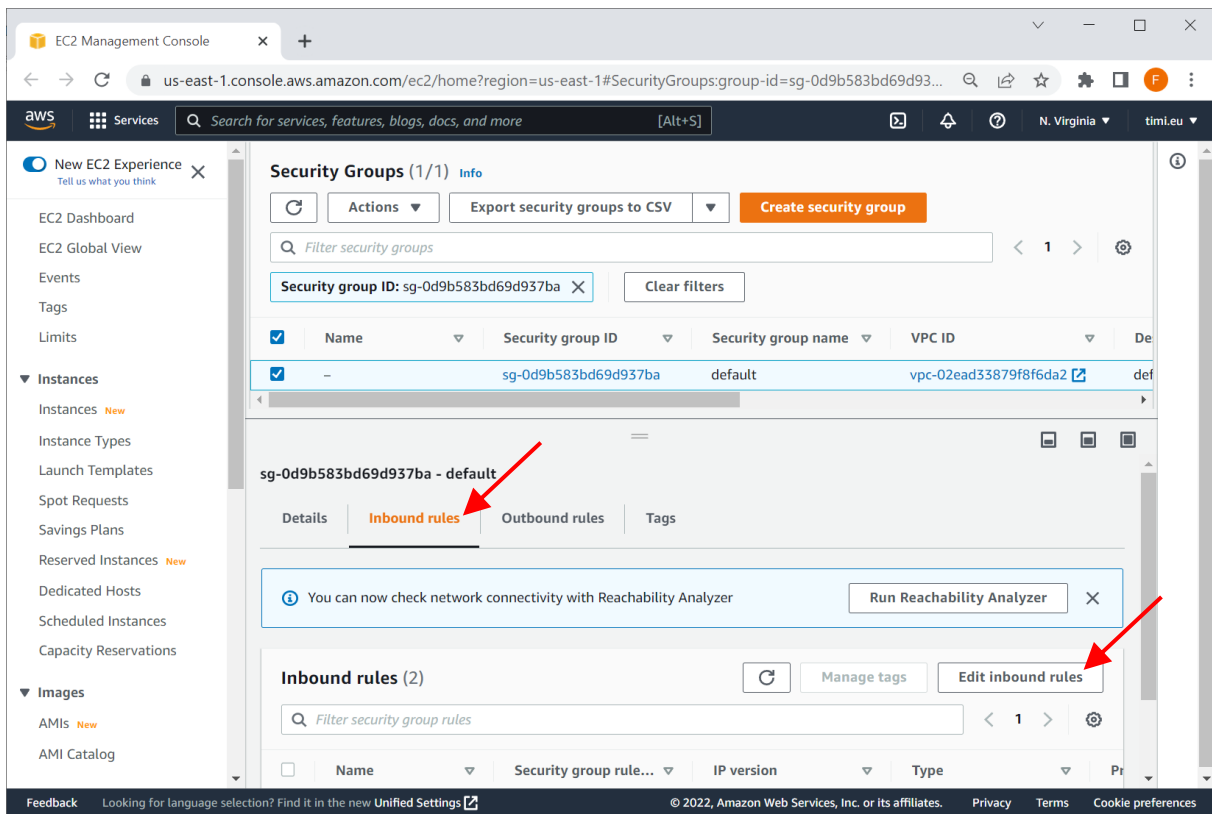 EC2 Management Console
us-east-1.console.aws.amazon.com/ec2/home?region=us-east-1#SecurityGroups:group-id=sg-0d9b583bd69d93...
F
aws Services Search for services, features, blogs, docs, and more [Alt+S] N. Virginia ▼ timi.eu ▼
New EC2 Experience
Tell us what you think
EC2 Dashboard
EC2 Global View
Events
Tags
Limits
Instances
Instances New
Instance Types
Launch Templates
Spot Requests
Savings Plans
Reserved Instances New
Dedicated Hosts
Scheduled Instances
Capacity Reservations
Images
AMIs New
AMI Catalog
Security Groups (1/1) Info
Actions ▼ Export security groups to CSV ▼ Create security group
Filter security groups
1
Security group ID: sg-0d9b583bd69d937ba Clear filters
Name Security group ID Security group name VPC ID De
– sg-0d9b583bd69d937ba default vpc-02ead33879f8f6da2 def
sg-0d9b583bd69d937ba - default
Details Inbound rules Outbound rules Tags
You can now check network connectivity with Reachability Analyzer Run Reachability Analyzer
Inbound rules (2) Manage tags Edit inbound rules
Filter security group rules
1
Name Security group rule... IP version Type Pr
Feedback Looking for language selection? Find it in the new Unified Settings © 2022, Amazon Web Services, Inc. or its affiliates. Privacy Terms Cookie preferences